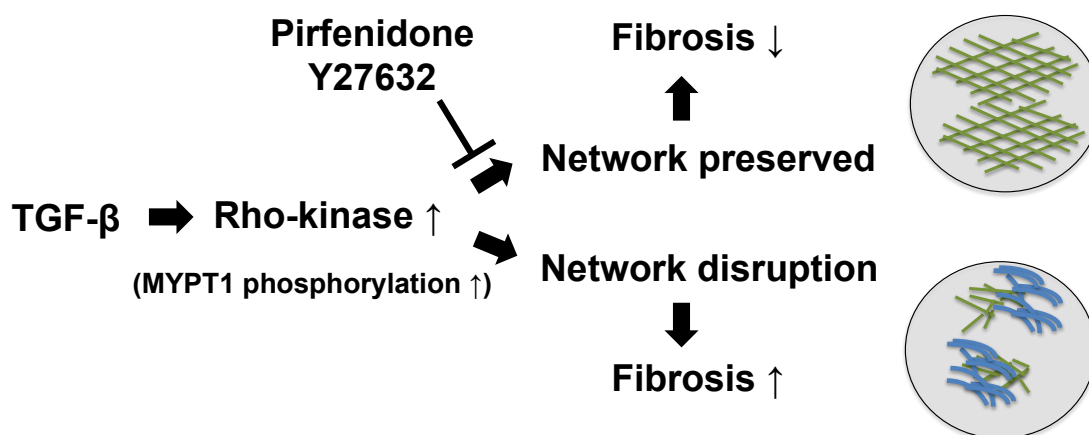 Pirfenidone
Y27632
Fibrosis ↓
Network preserved
TGF-β
Rho-kinase ↑
(MYPT1 phosphorylation ↑)
Network disruption
Fibrosis ↑